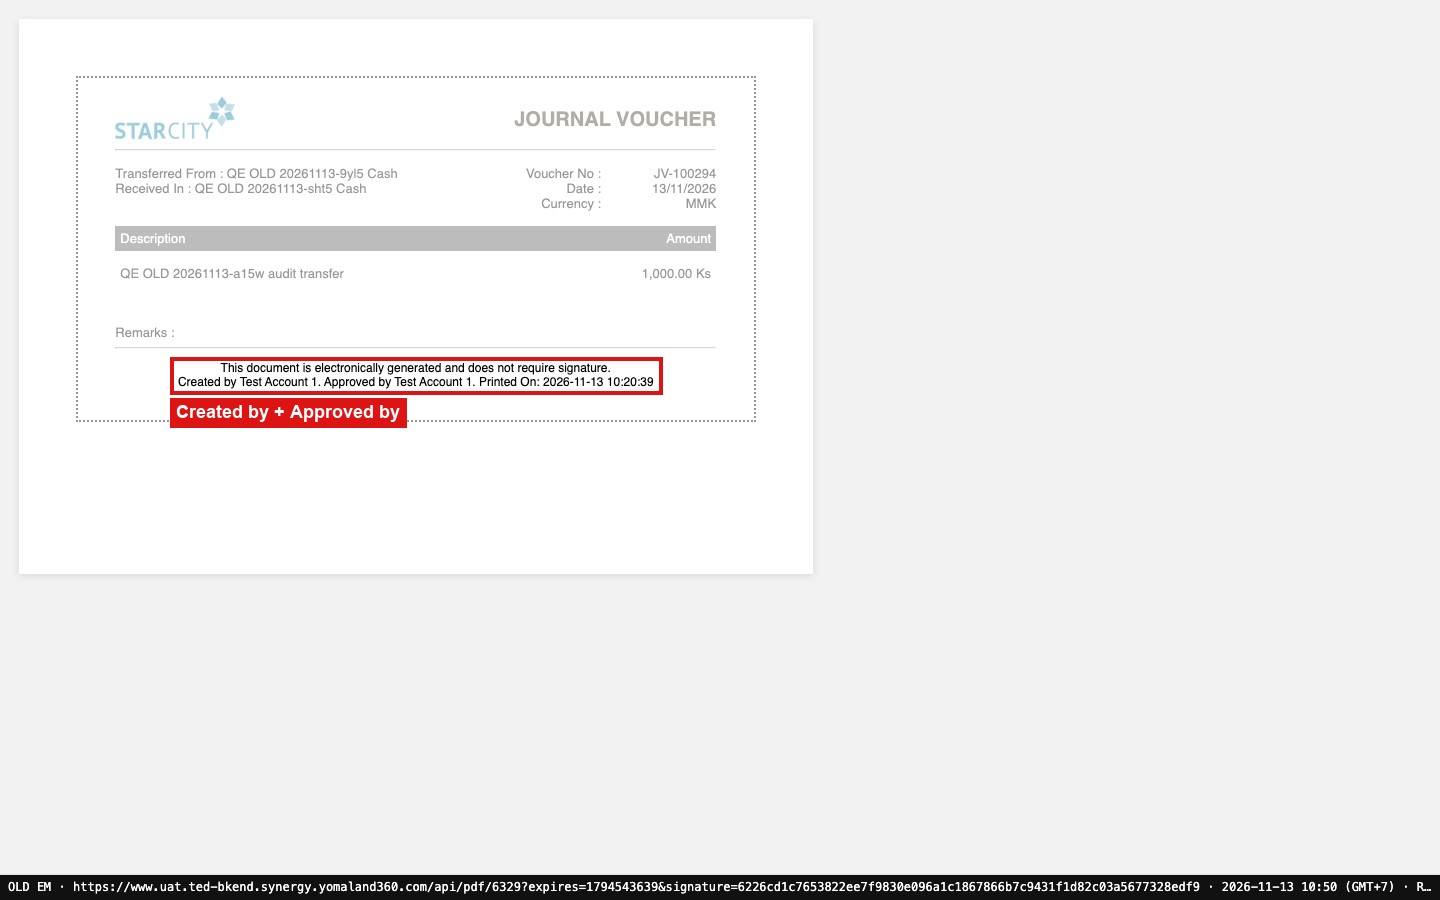 STARCITY
JOURNAL VOUCHER
Transferred From : QE OLD 20261113-9yl5 Cash
Received In : QE OLD 20261113-sht5 Cash
Voucher No : JV-100294
Date : 13/11/2026
Currency : MMK
Description Amount
QE OLD 20261113-a15w audit transfer 1,000.00 Ks
Remarks :
This document is electronically generated and does not require signature.
Created by Test Account 1. Approved by Test Account 1. Printed On: 2026-11-13 10:20:39
Created by + Approved by
OLD EM · https://www.uat.ted-bkend.synergy.yomaland360.com/api/pdf/6329?expires=1794543639&signature=6226cd1c7653822ee7f9830e096a1c1867866b7c9431f1d82c03a5677328edf9 · 2026-11-13 10:50 (GMT+7) · R…